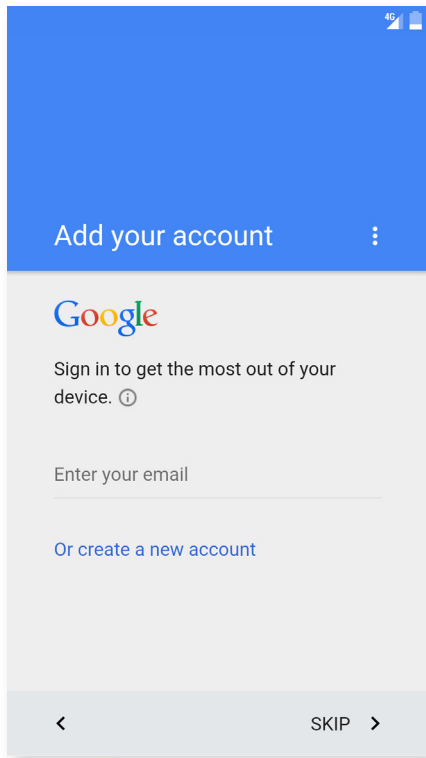 4G
Add your account
Google
Sign in to get the most out of your
device.
Enter your email
Or create a new account
SKIP